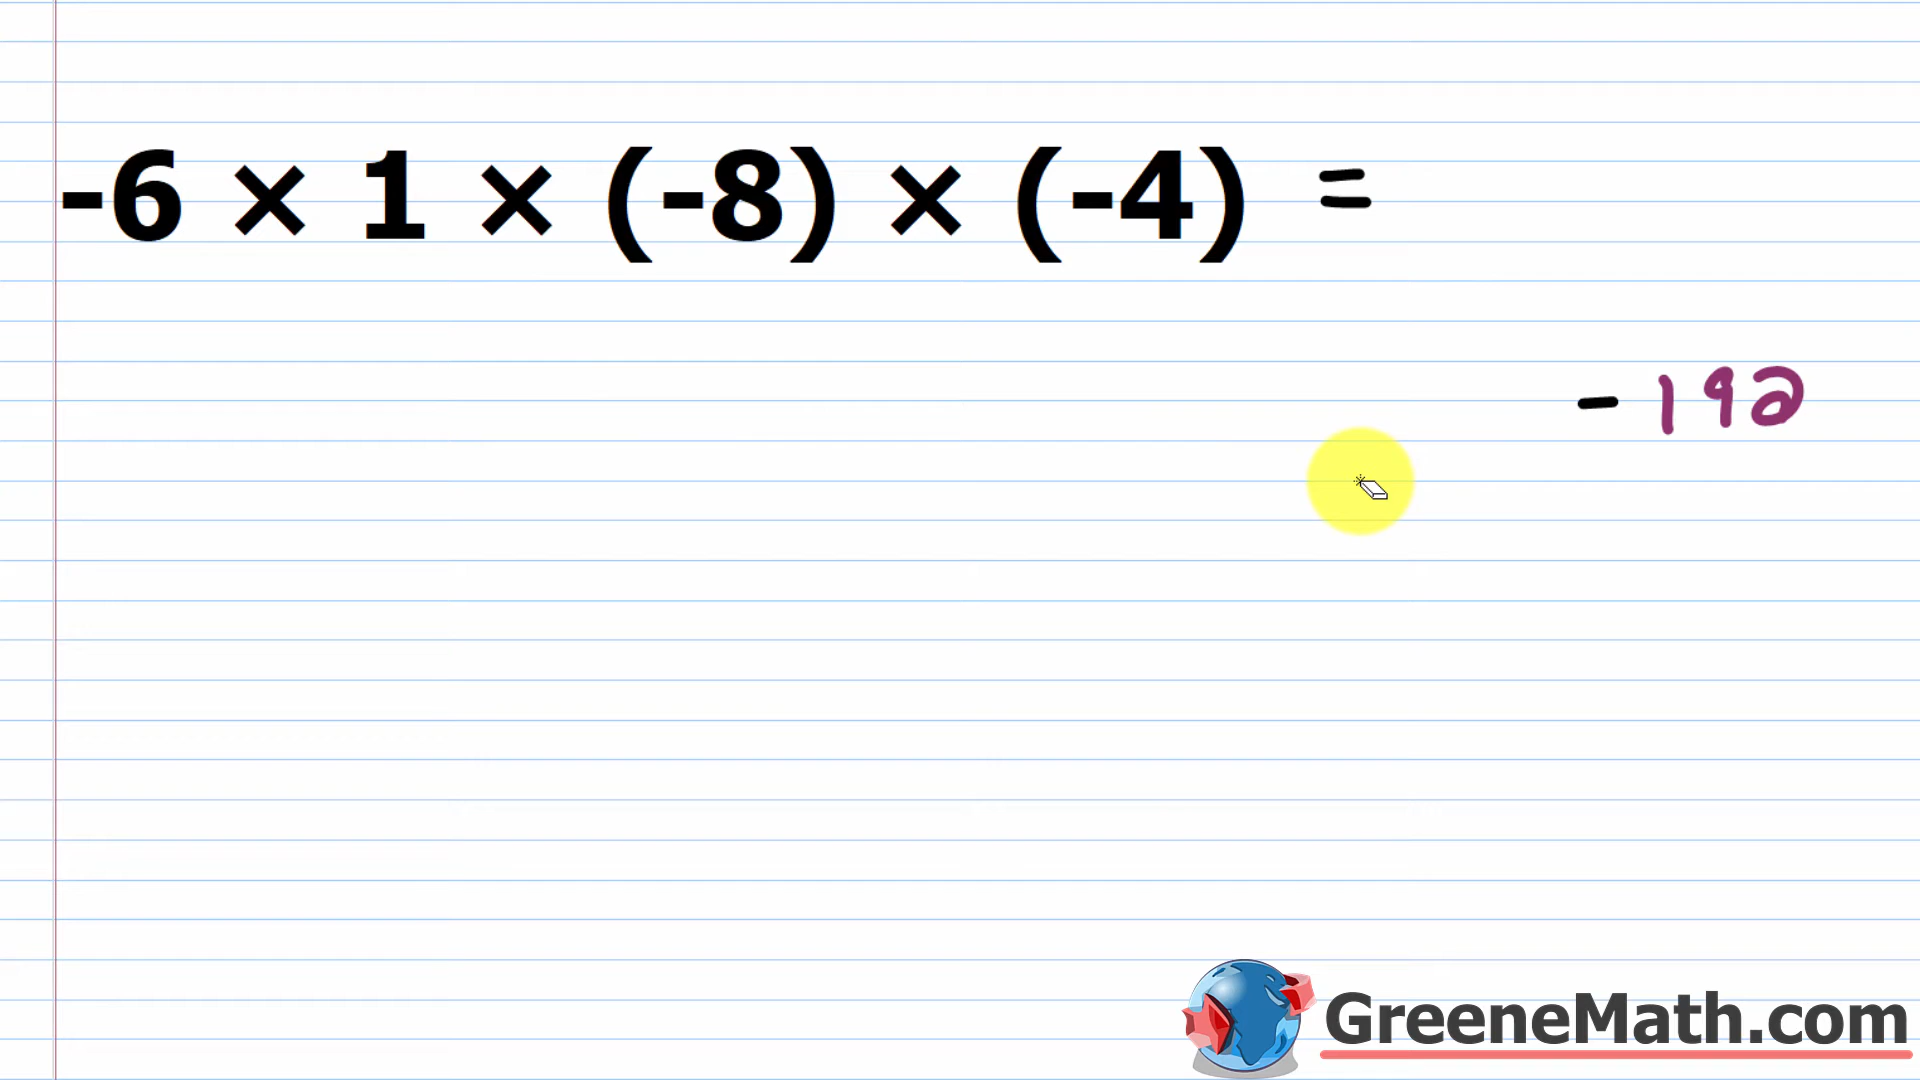 -6 × 1 × (-8) × (-4) =
- 192
GreeneMath.com